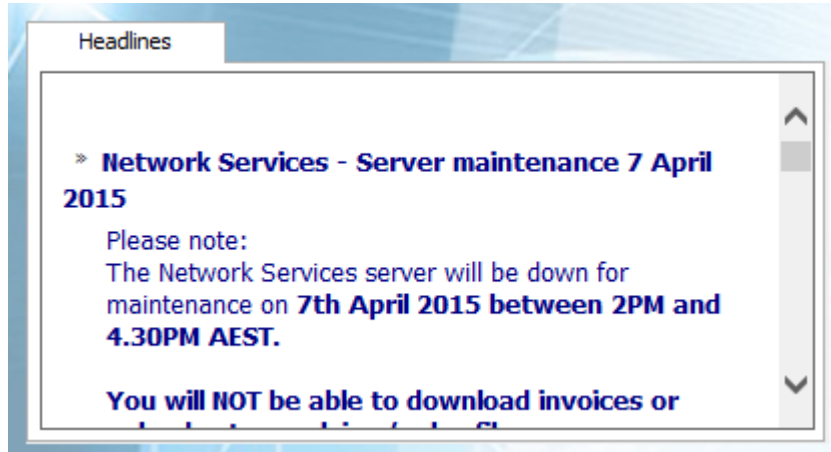 Headlines
» Network Services - Server maintenance 7 April
2015
Please note:
The Network Services server will be down for
maintenance on 7th April 2015 between 2PM and
4.30PM AEST.
You will NOT be able to download invoices or